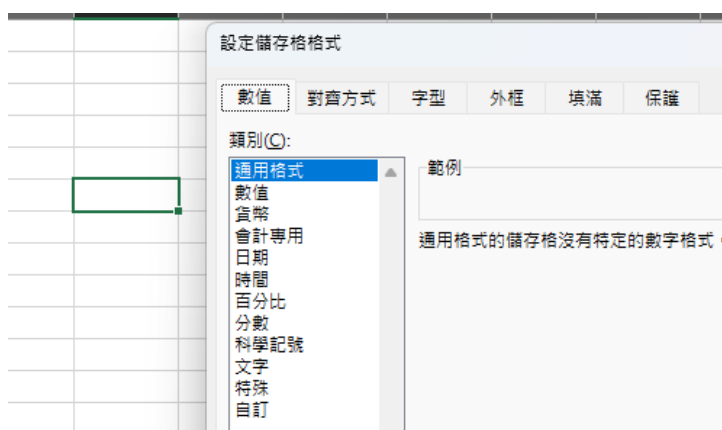 設定儲存格格式
數值 對齊方式 字型 外框 填滿 保護
類別(C):
通用格式
範例
數值
貨幣
會計專用
通用格式的儲存格沒有特定的數字格式。
日期
時間
百分比
分數
科學記號
文字
特殊
自訂